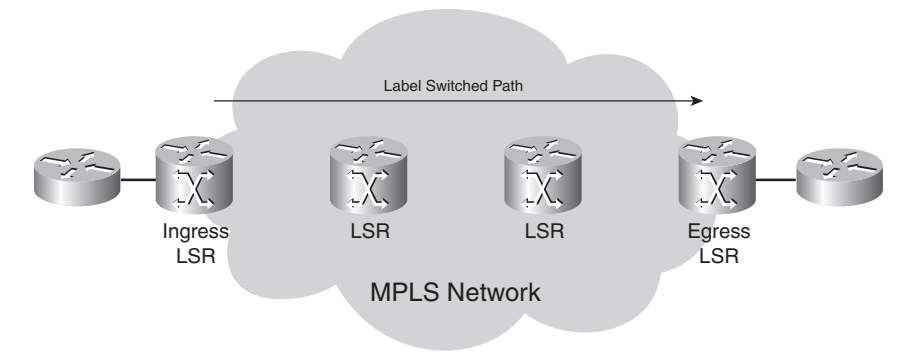 Label Switched Path
Ingress
LSR
LSR
LSR
Egress
LSR
MPLS Network